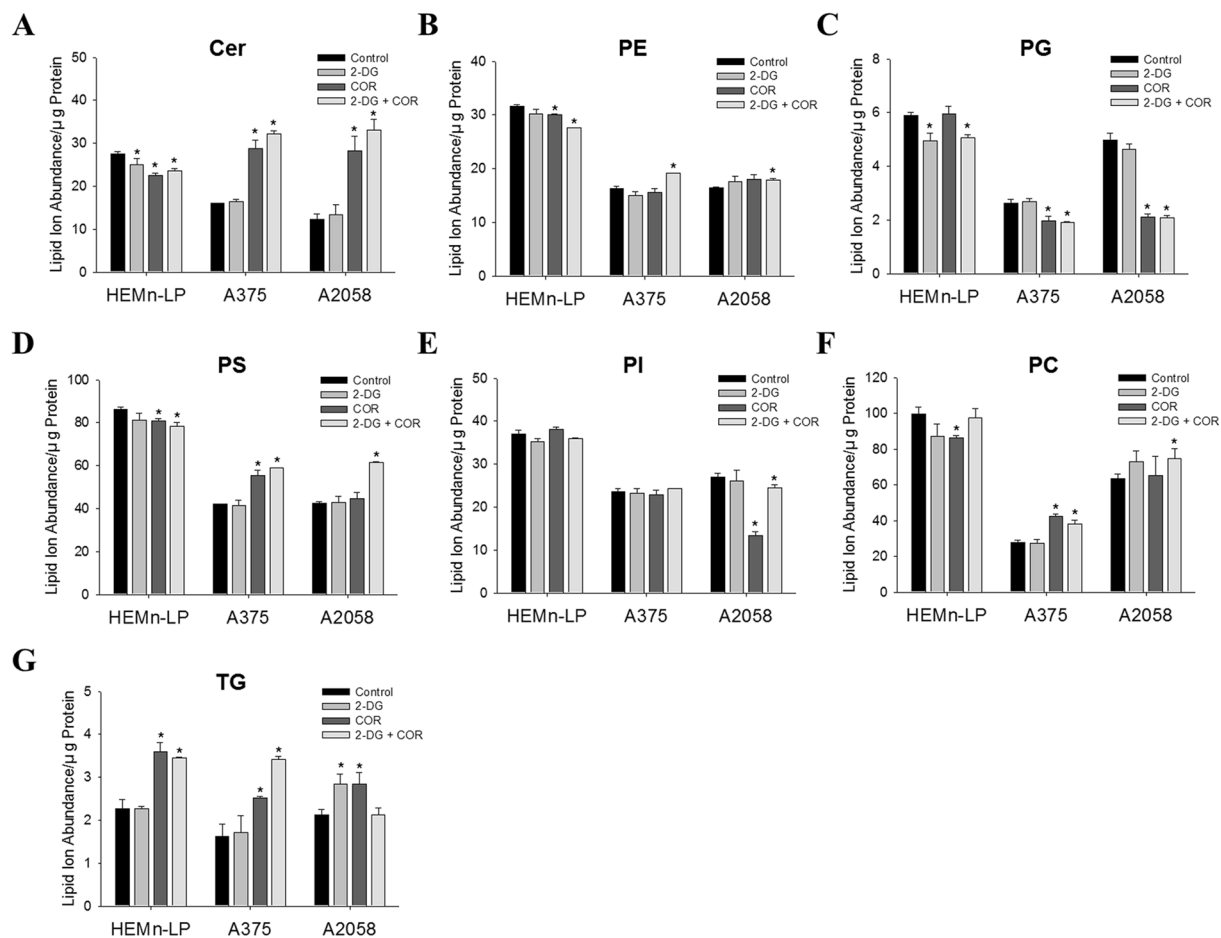 A
Cer
Lipid Ion Abundance/µ g Protein
50
40
30
20
10
0
Control
2-DG
COR
2-DG + COR
* * * * * * *
HEMn-LP A375 A2058
B
PE
Lipid Ion Abundance/µ g Protein
40
30
20
10
0
Control
2-DG
COR
2-DG + COR
* * * *
HEMn-LP A375 A2058
C
PG
Lipid Ion Abundance/µ g Protein
8
6
4
2
0
Control
2-DG
COR
2-DG + COR
* * * * * *
HEMn-LP A375 A2058
D
PS
Lipid Ion Abundance/µ g Protein
100
80
60
40
20
0
Control
2-DG
COR
2-DG + COR
* * * * *
HEMn-LP A375 A2058
E
PI
Lipid Ion Abundance/µ g Protein
50
40
30
20
10
0
Control
2-DG
COR
2-DG + COR
* *
HEMn-LP A375 A2058
F
PC
Lipid Ion Abundance/µ g Protein
120
100
80
60
40
20
0
Control
2-DG
COR
2-DG + COR
* * * *
HEMn-LP A375 A2058
G
TG
Lipid Ion Abundance/µ g Protein
5
4
3
2
1
0
Control
2-DG
COR
2-DG + COR
* * * * * *
HEMn-LP A375 A2058